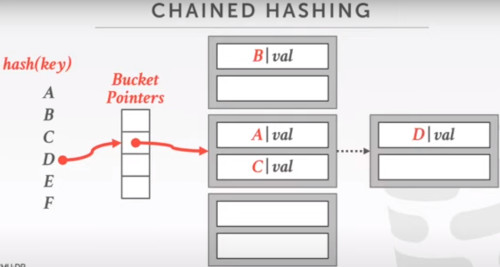 CHAINED HASHING
hash(key)
A
B
C
D
E
F
Bucket
Pointers
B|val
A|val
C|val
D|val